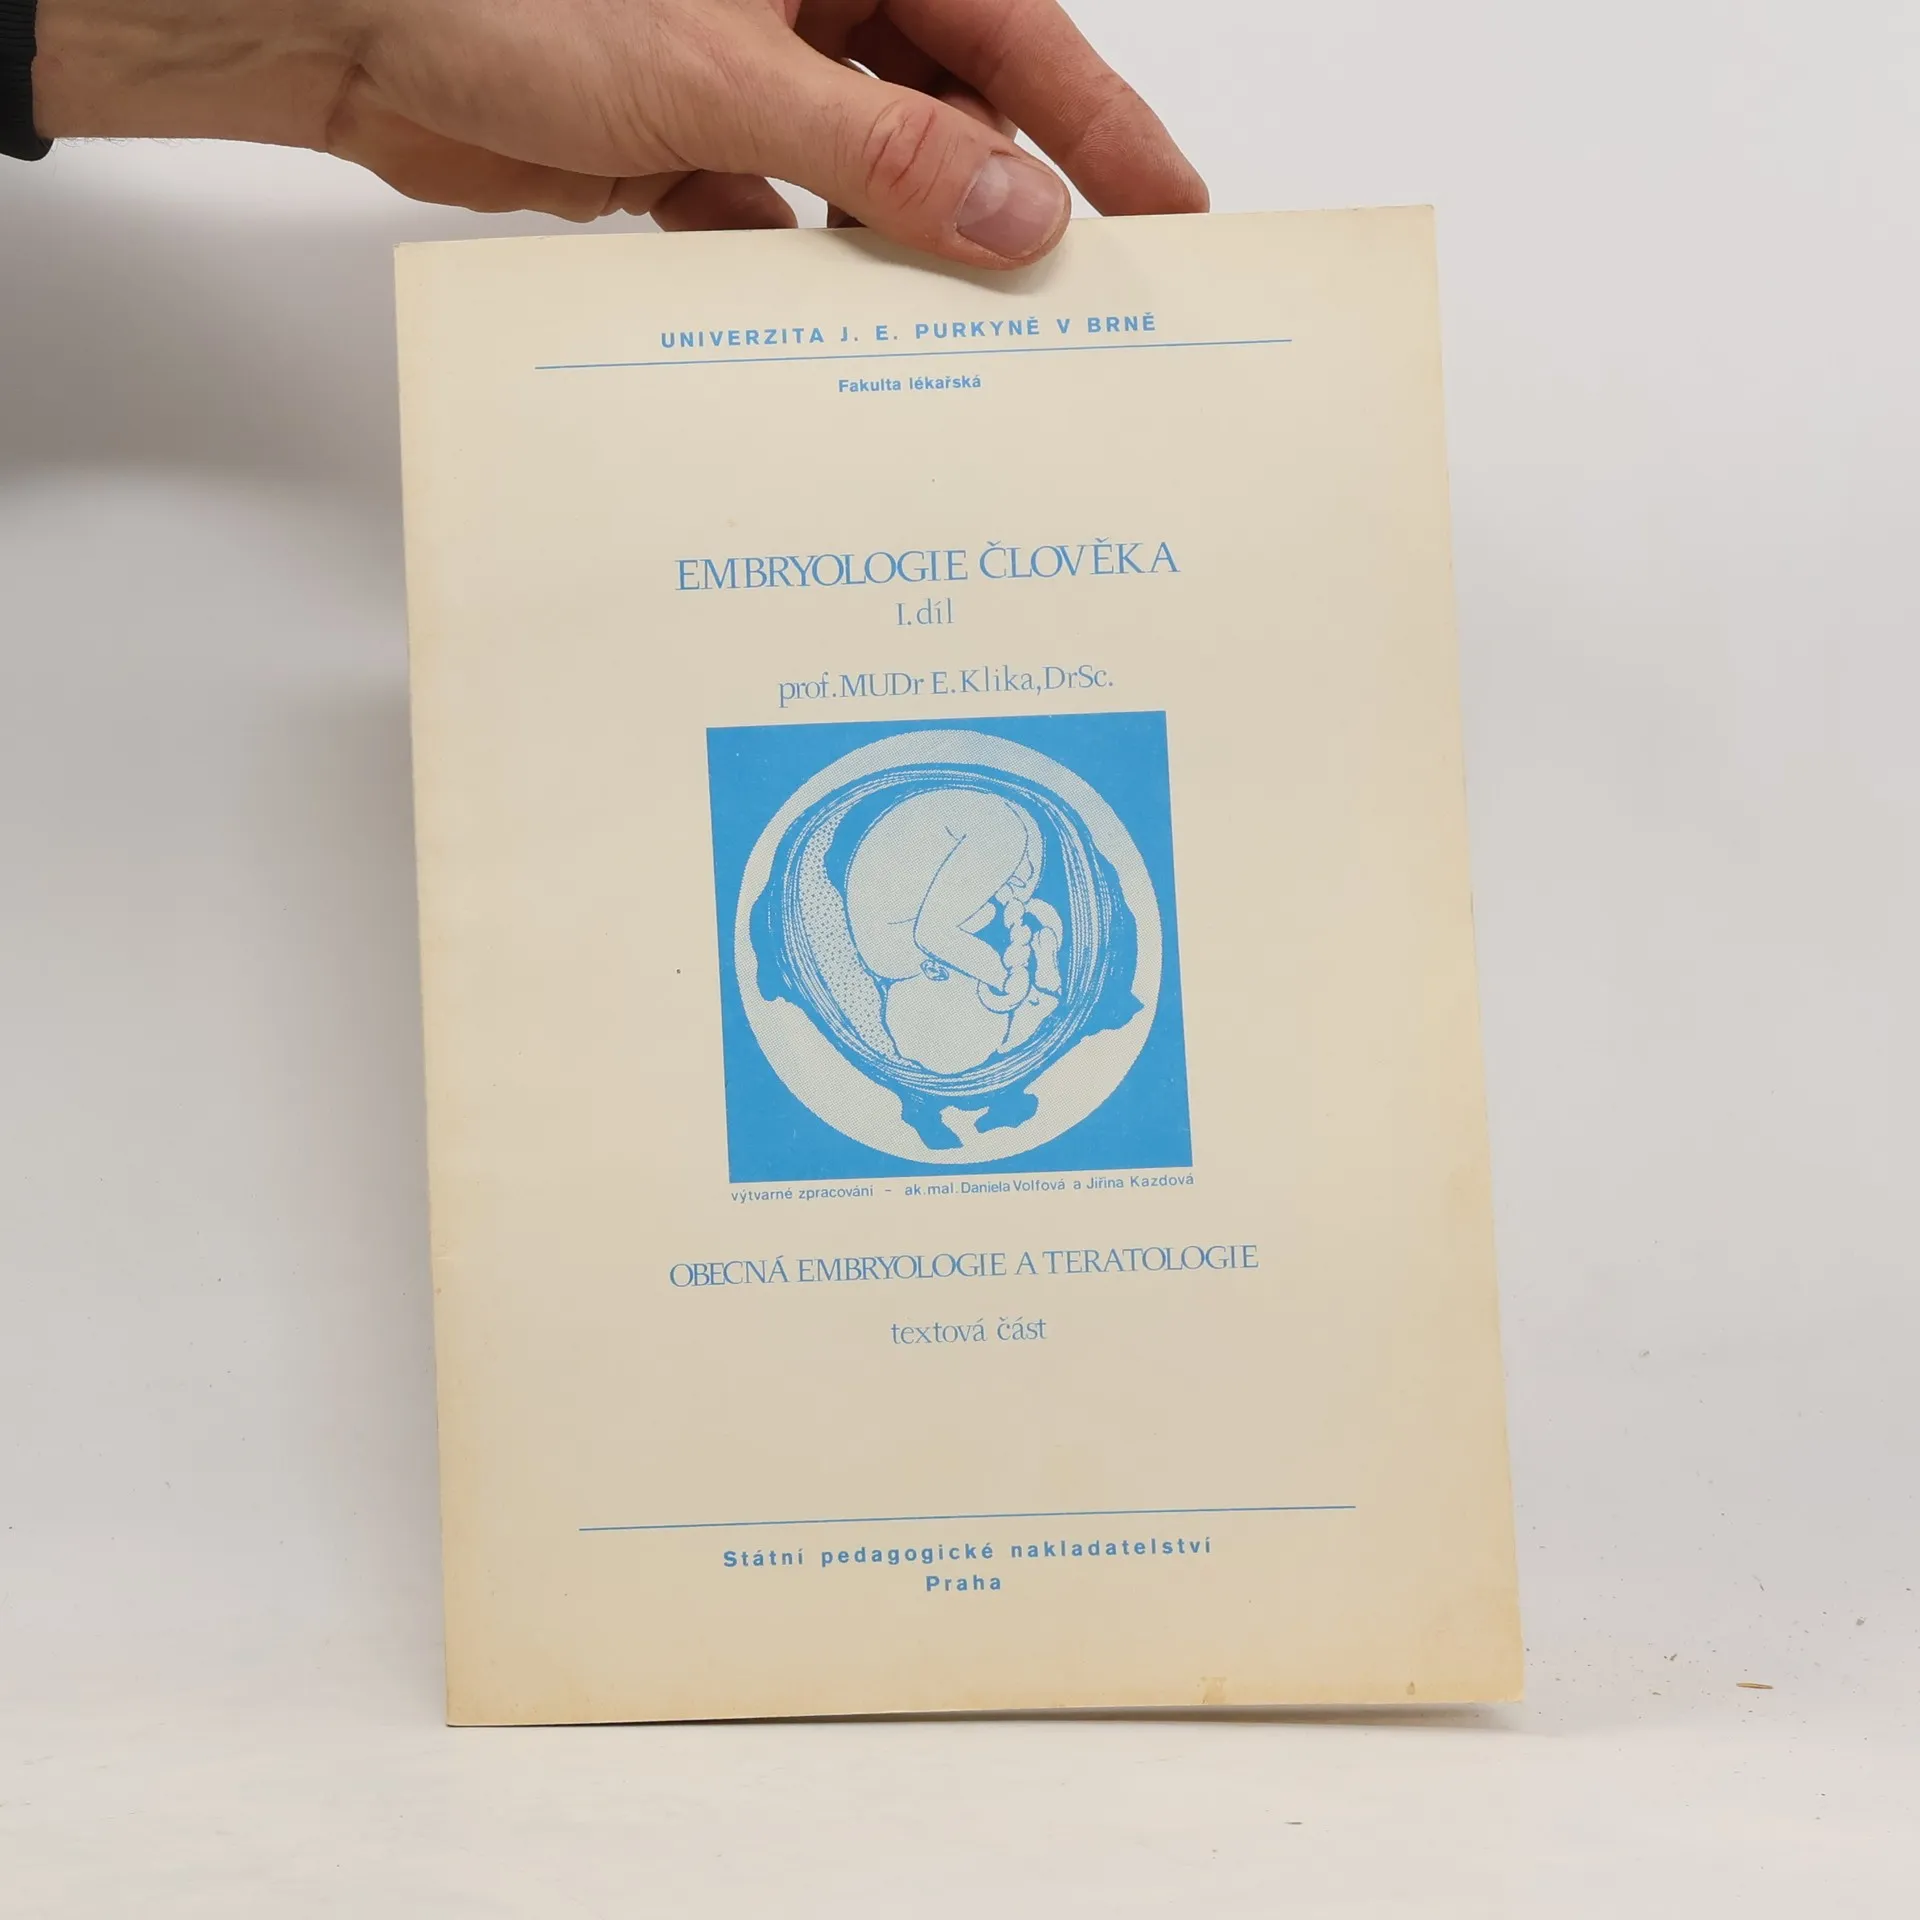 UNIVERZITA J. E. PURKYNĚ V BRNĚ
Fakulta lékařská
EMBRYOLOGIE ČLOVĚKA
I. díl
prof. MUDr E. Klika, DrSc.
výtvarné zpracování - ak. mal. Daniela Volfová a Jiřina Kazdová
OBECNÁ EMBRYOLOGIE A TERATOLOGIE
textová část
Státní pedagogické nakladatelství
Praha